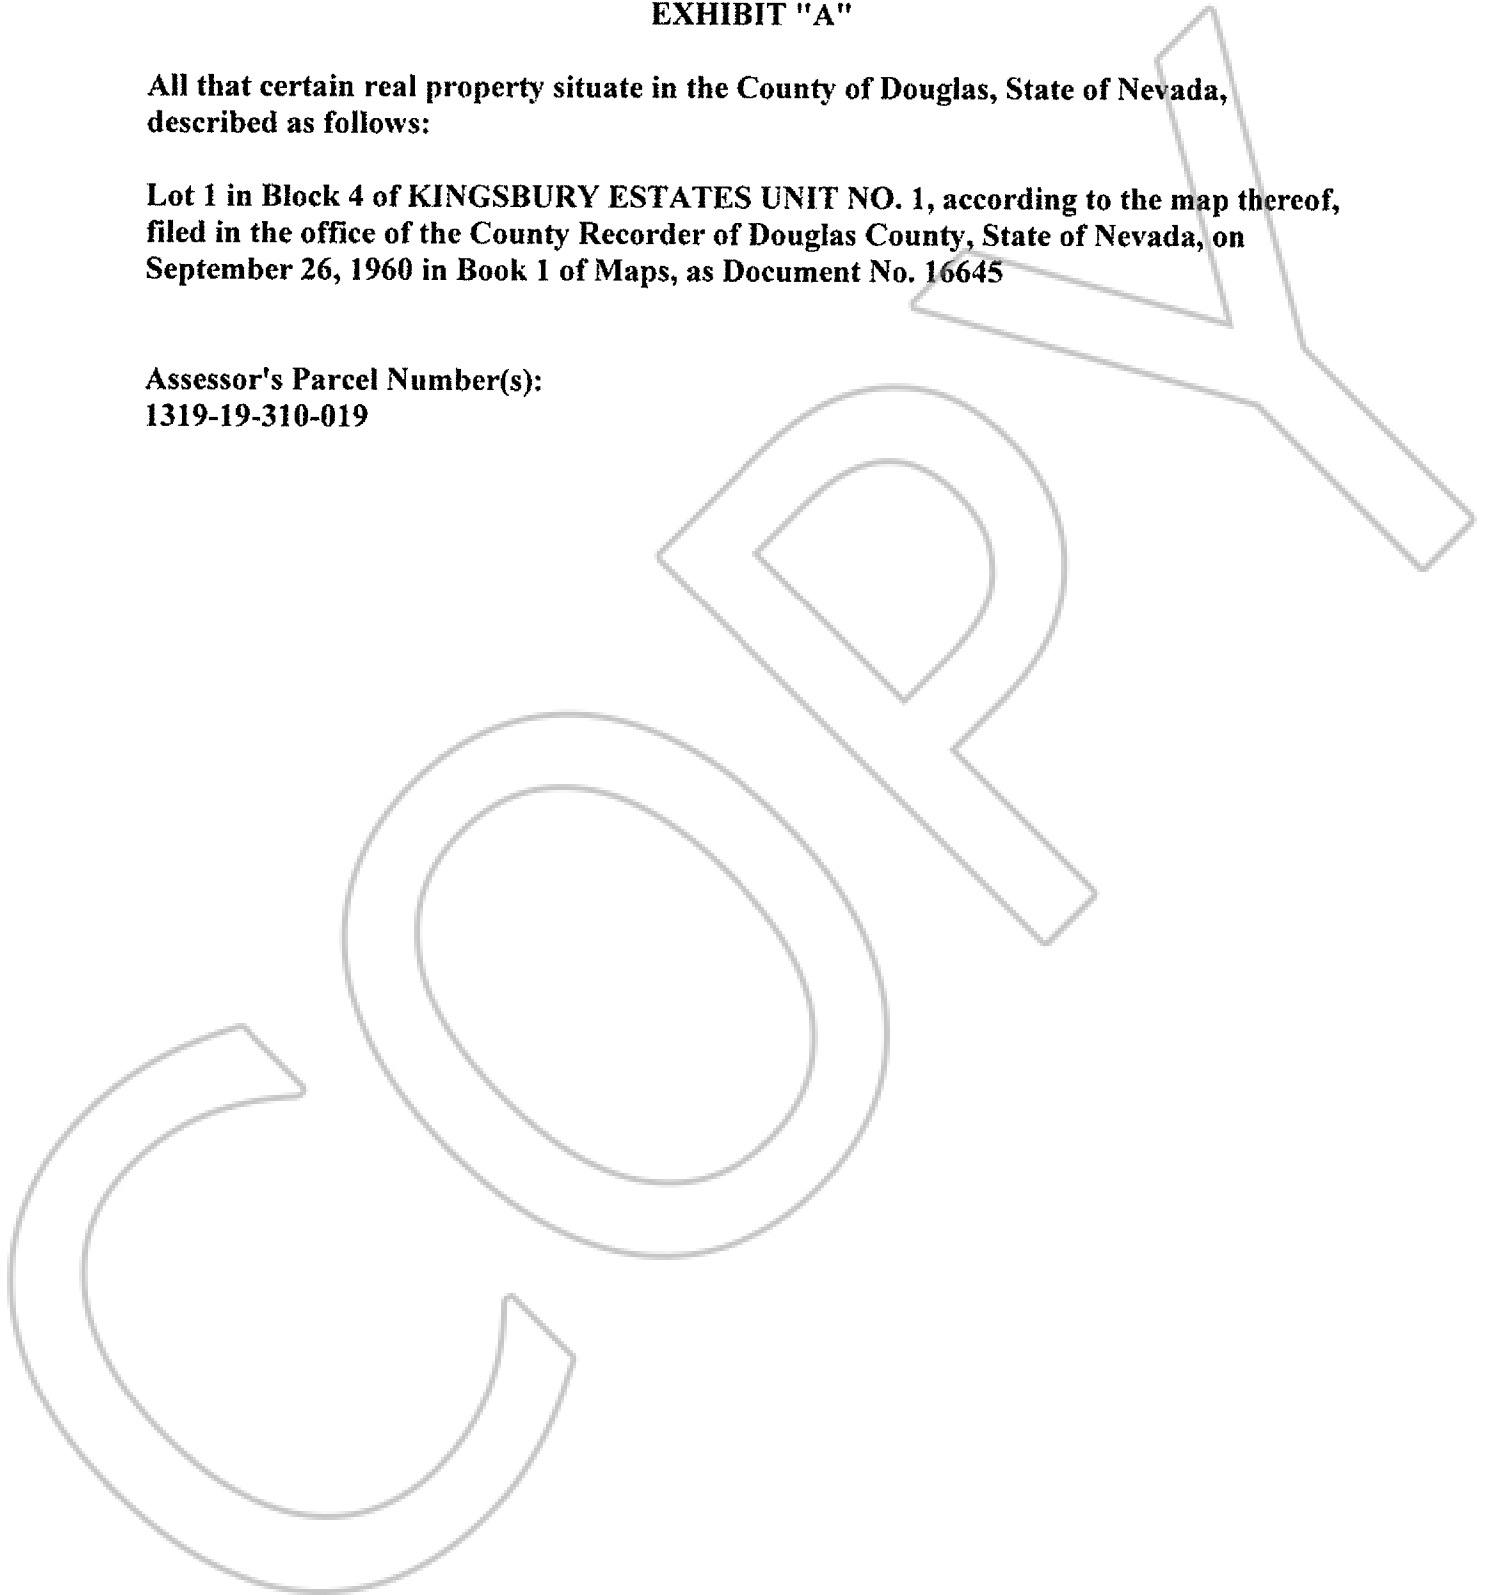 EXHIBIT "A"
All that certain real property situate in the County of Douglas, State of Nevada,
described as follows:
Lot 1 in Block 4 of KINGSBURY ESTATES UNIT NO. 1, according to the map thereof,
filed in the office of the County Recorder of Douglas County, State of Nevada, on
September 26, 1960 in Book 1 of Maps, as Document No. 16645
Assessor's Parcel Number(s):
1319-19-310-019
COPY